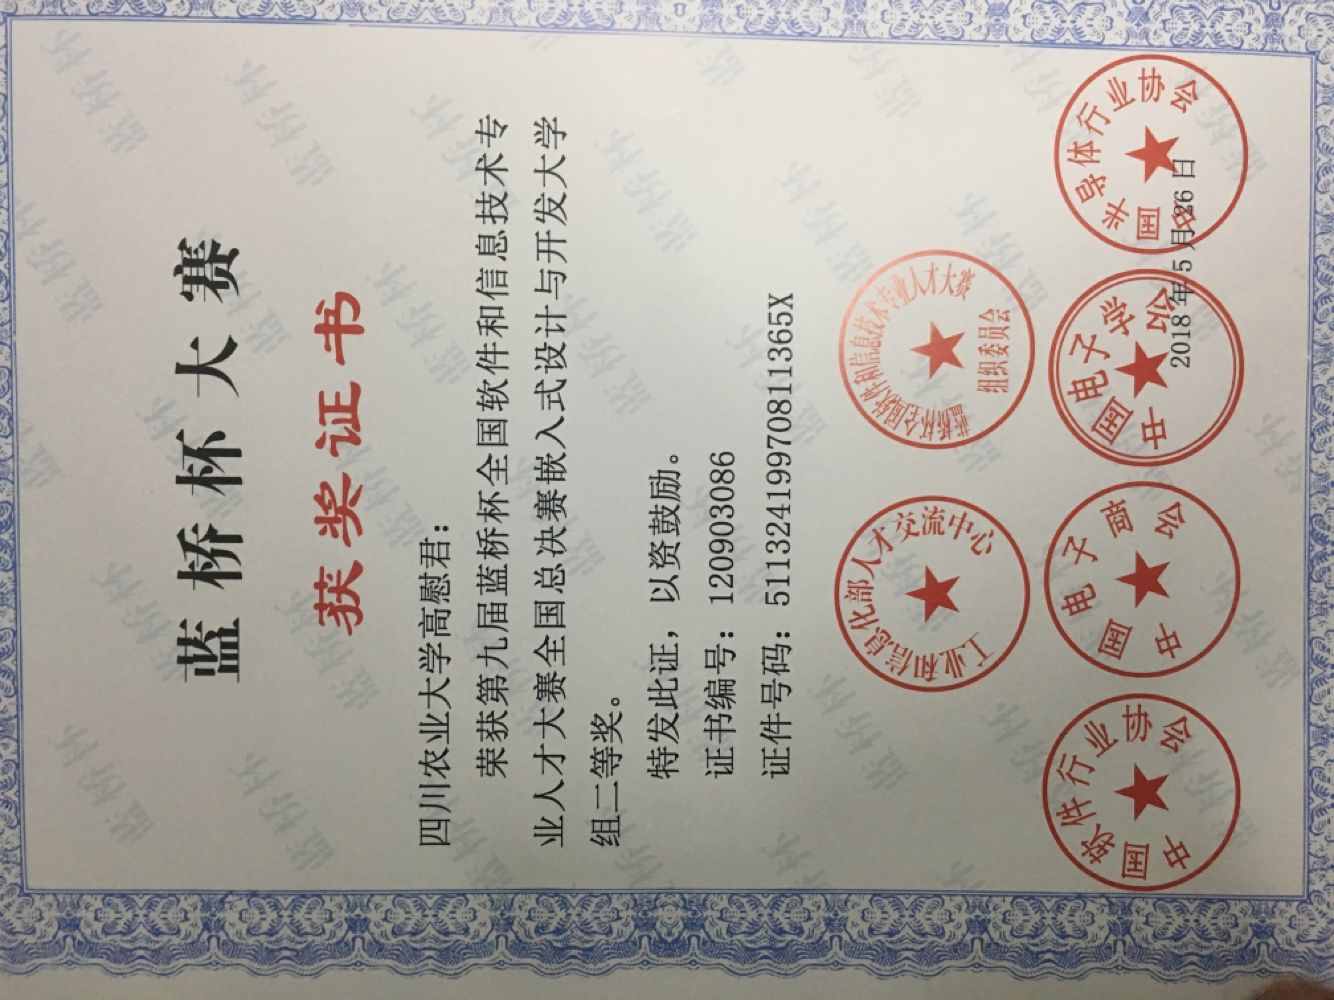 蓝桥杯大赛
获奖证书
四川农业大学高慰君：
荣获第九届蓝桥杯全国软件和信息技术专
业人才大赛全国总决赛嵌入式设计与开发大学
组二等奖。
特发此证，以资鼓励。
证书编号：120903086
证件号码：51132419970811365X
工业和信息化部人才交流中心
蓝桥杯全国软件和信息技术专业人才大赛
组织委员会
中国软件行业协会
中国电子商会
中国电子学会
中国半导体行业协会
2018 年 5 月 26 日